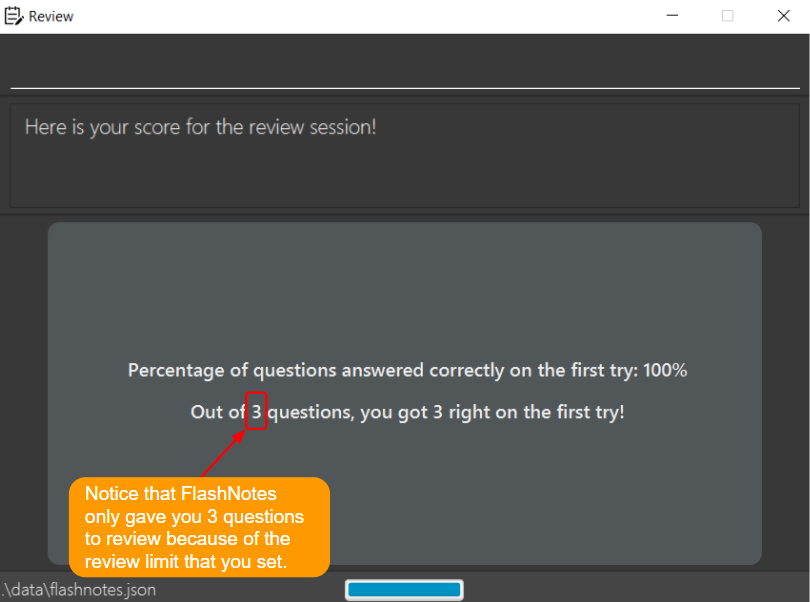 Review
Here is your score for the review session!
Percentage of questions answered correctly on the first try: 100%
Out of 3 questions, you got 3 right on the first try!
Notice that FlashNotes
only gave you 3 questions
to review because of the
review limit that you set.
.\data\flashnotes.json